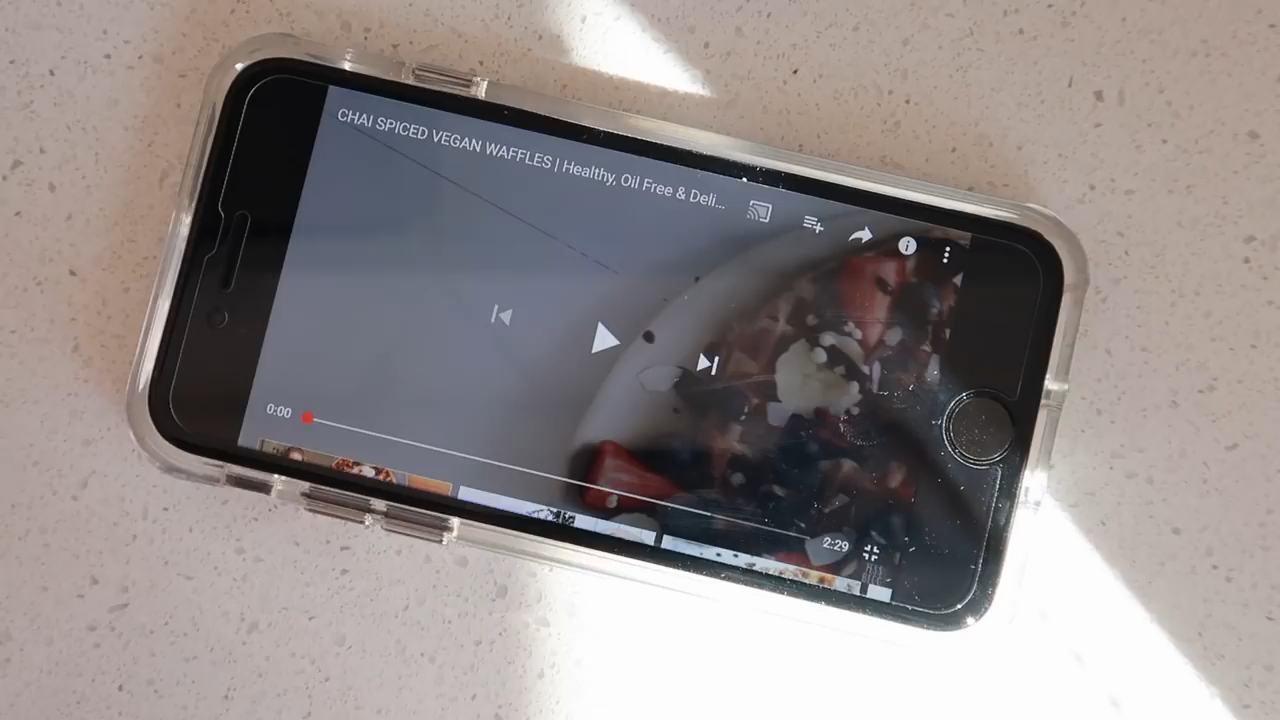 CHAI SPICED VEGAN WAFFLES | Healthy, Oil Free & Deli...
0:00
2:29